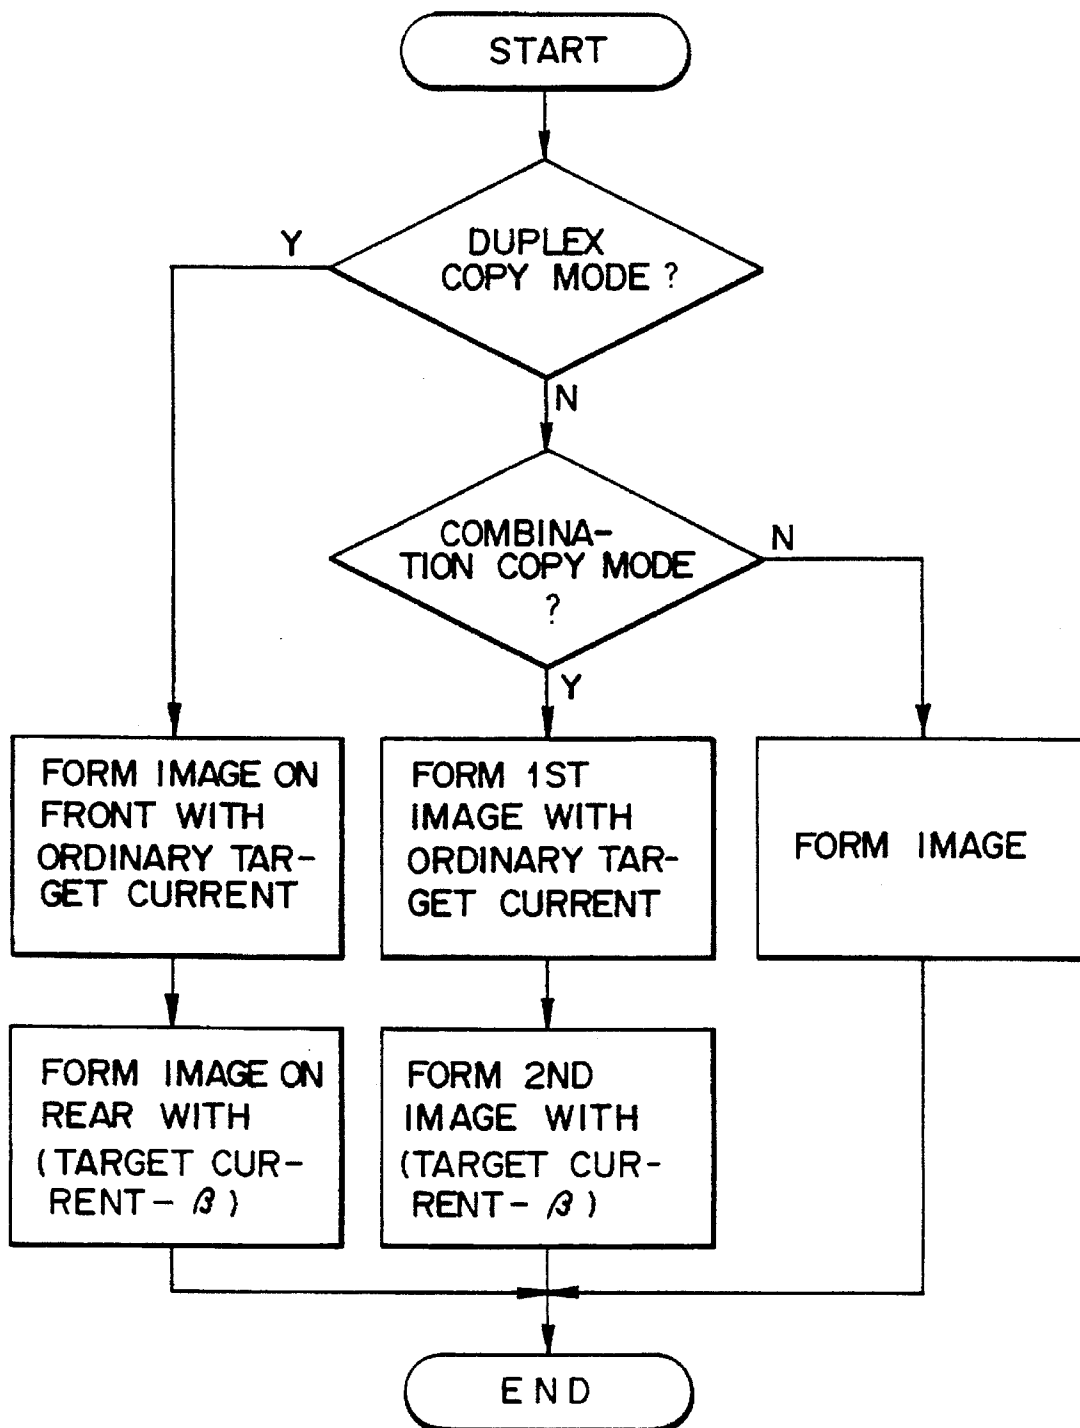 START
DUPLEX
COPY MODE ?
Y
N
COMBINA-
TION COPY MODE
?
N
Y
FORM IMAGE ON
FRONT WITH
ORDINARY TAR-
GET CURRENT
FORM 1ST
IMAGE WITH
ORDINARY TAR-
GET CURRENT
FORM IMAGE
FORM IMAGE ON
REAR WITH
(TARGET CUR-
RENT- β)
FORM 2ND
IMAGE WITH
(TARGET CUR-
RENT- β)
END